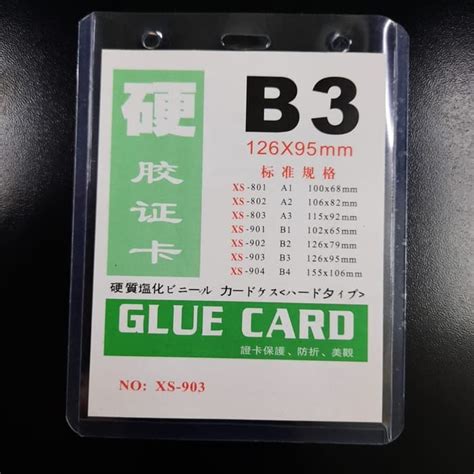 硬
胶
证
卡
B3
126X95mm
标准规格
XS-801 A1 100x68mm
XS-802 A2 106x82mm
XS-803 A3 115x92mm
XS-901 B1 102x65mm
XS-902 B2 126x79mm
XS-903 B3 126x95mm
XS-904 B4 155x106mm
硬質塩化ビニール カードケス<ハードタイプ>
GLUE CARD
證卡保護、防折、美觀
NO: XS-903